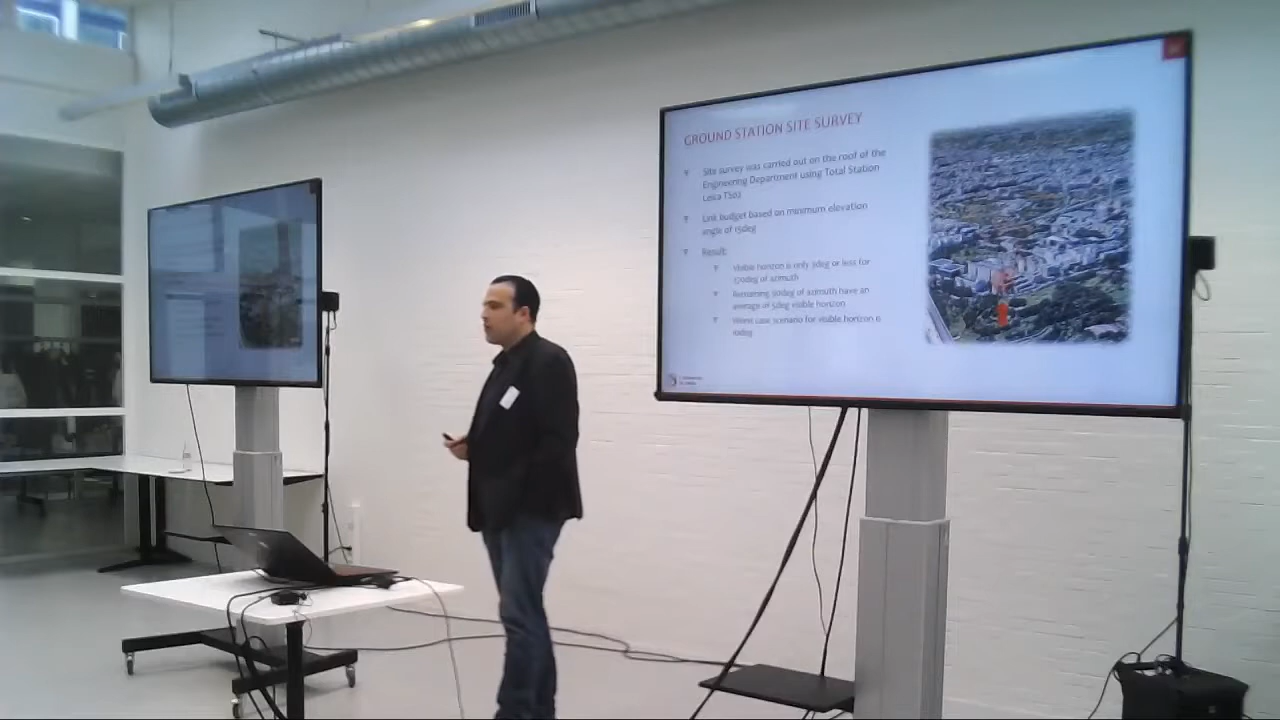 GROUND STATION SITE SURVEY
Site survey was carried out on the roof of the
Engineering Department using Total Station
Leica TS02
Link budget based on minimum elevation
angle of 15deg
Result:
Visible horizon is only 3deg or less for
270deg of azimuth
Remaining 90deg of azimuth have an
average of 5deg visible horizon
Worst case scenario for visible horizon
10deg